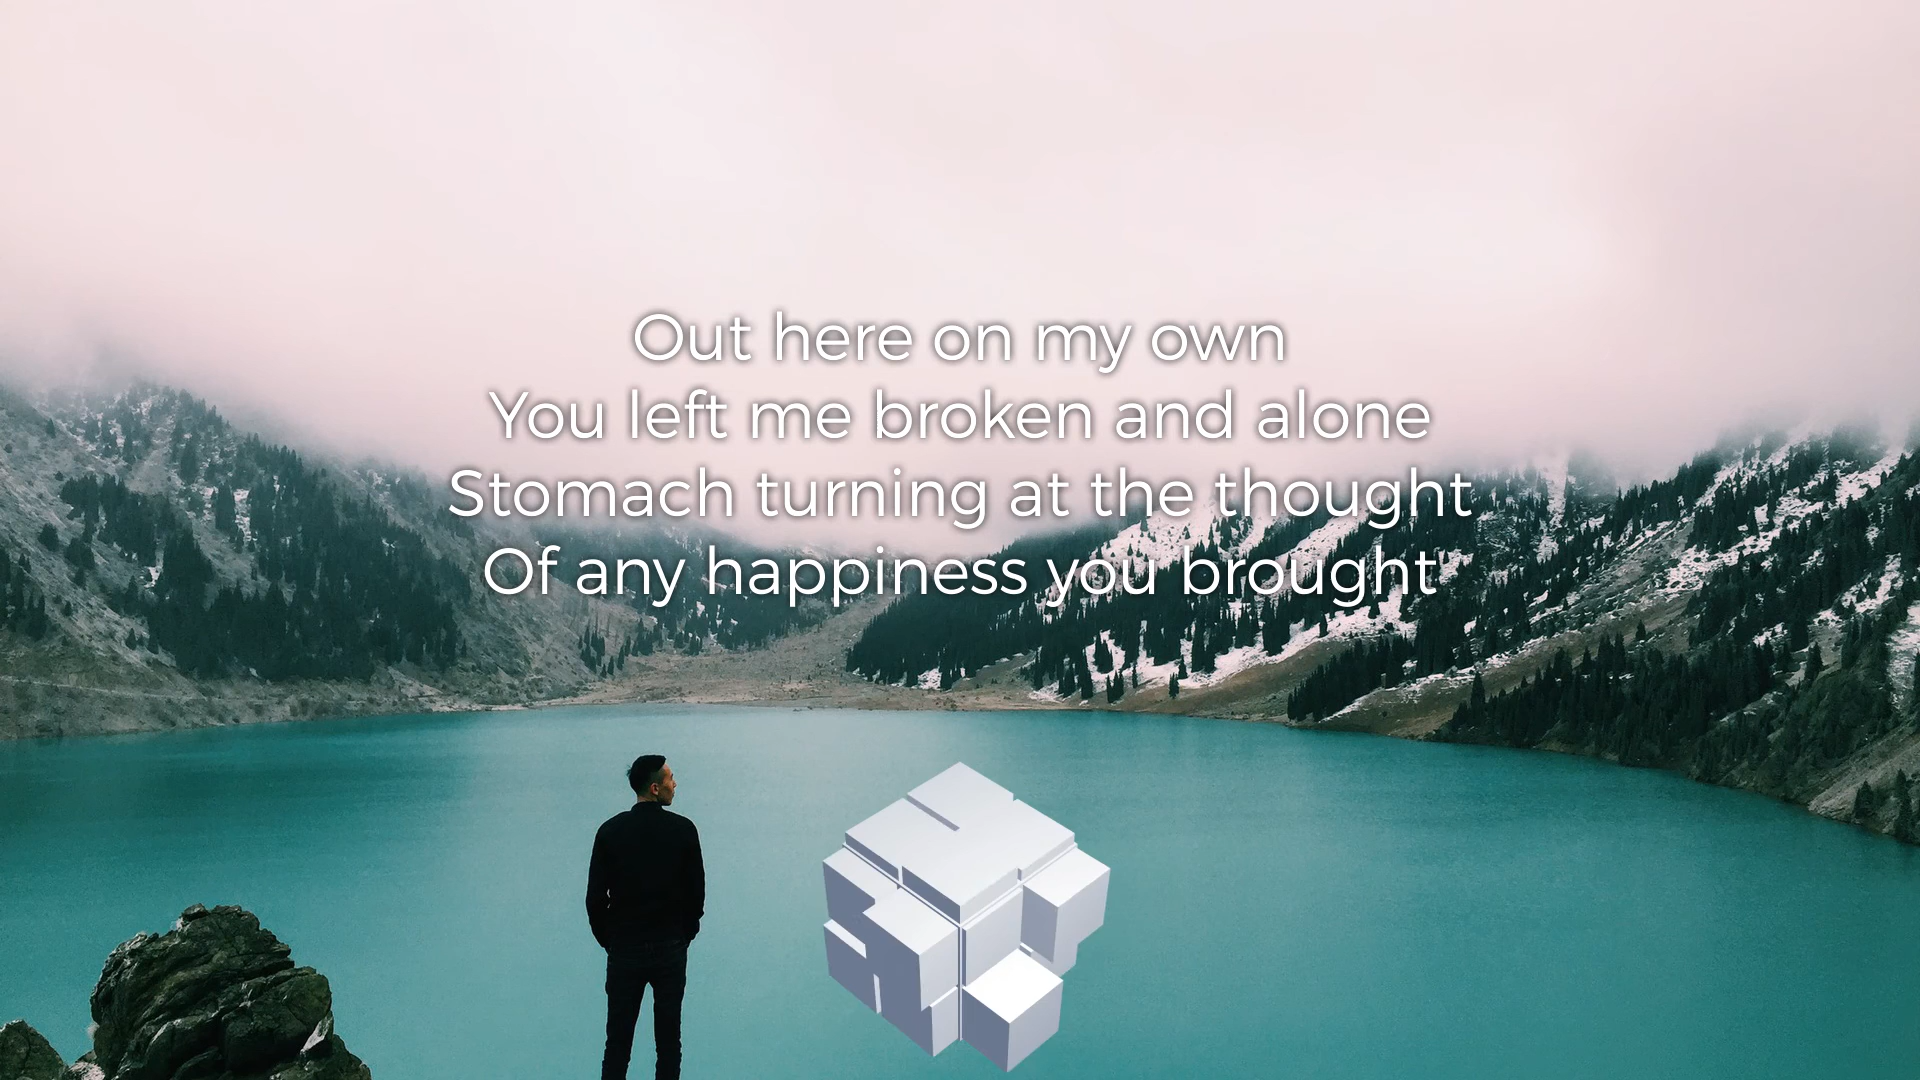 Out here on my own
You left me broken and alone
Stomach turning at the thought
Of any happiness you brought